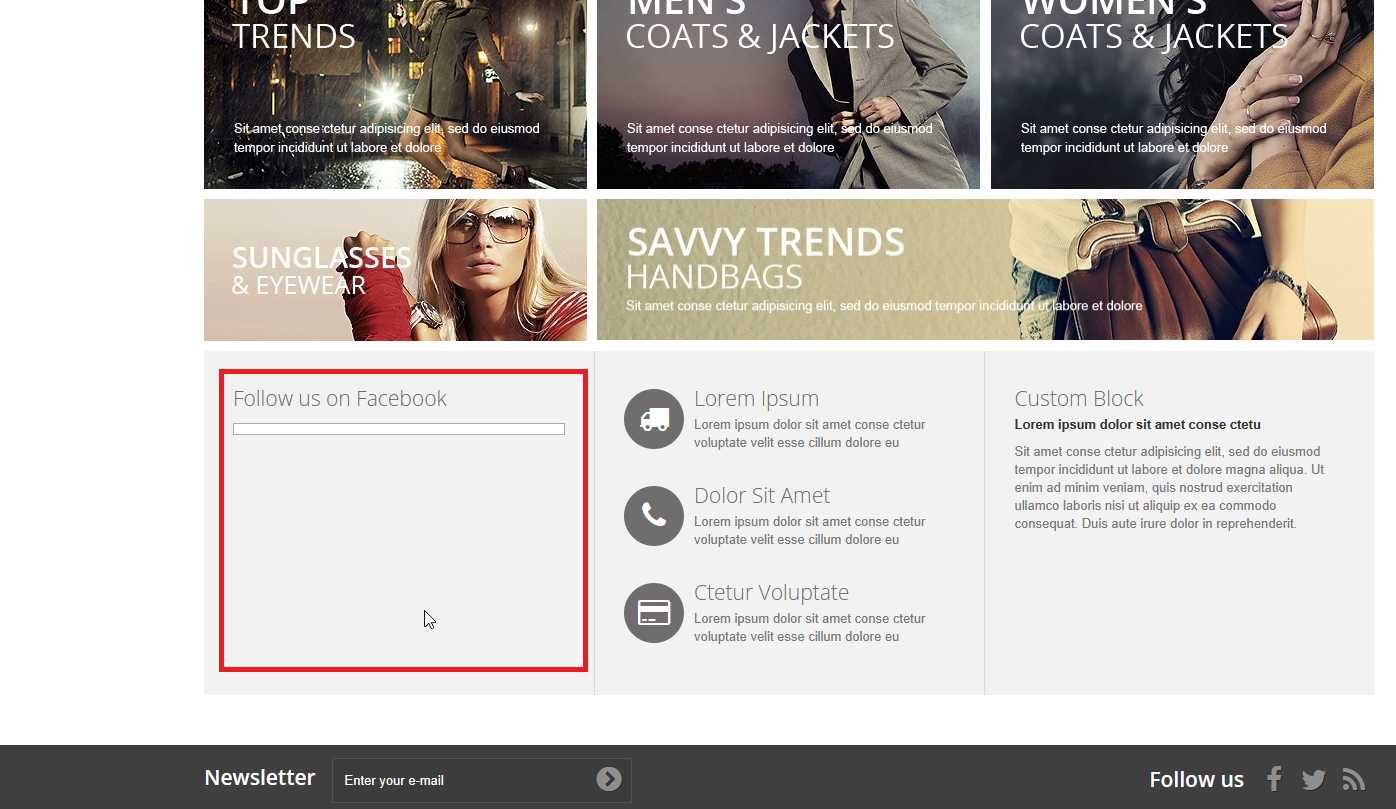 TOP
TRENDS
Sit amet conse ctetur adipisicing elit, sed do eiusmod
tempor incididunt ut labore et dolore
MEN'S
COATS & JACKETS
Sit amet conse ctetur adipisicing elit, sed do eiusmod
tempor incididunt ut labore et dolore
WOMEN'S
COATS & JACKETS
Sit amet conse ctetur adipisicing elit, sed do eiusmod
tempor incididunt ut labore et dolore
SUNGLASSES
& EYEWEAR
SAVVY TRENDS
HANDBAGS
Sit amet conse ctetur adipisicing elit, sed do eiusmod tempor incididunt ut labore et dolore
Follow us on Facebook
Lorem Ipsum
Lorem ipsum dolor sit amet conse ctetur
voluptate velit esse cillum dolore eu
Dolor Sit Amet
Lorem ipsum dolor sit amet conse ctetur
voluptate velit esse cillum dolore eu
Ctetur Voluptate
Lorem ipsum dolor sit amet conse ctetur
voluptate velit esse cillum dolore eu
Custom Block
Lorem ipsum dolor sit amet conse ctetu
Sit amet conse ctetur adipisicing elit, sed do eiusmod
tempor incididunt ut labore et dolore magna aliqua. Ut
enim ad minim veniam, quis nostrud exercitation
ullamco laboris nisi ut aliquip ex ea commodo
consequat. Duis aute irure dolor in reprehenderit.
Newsletter
Enter your e-mail
Follow us